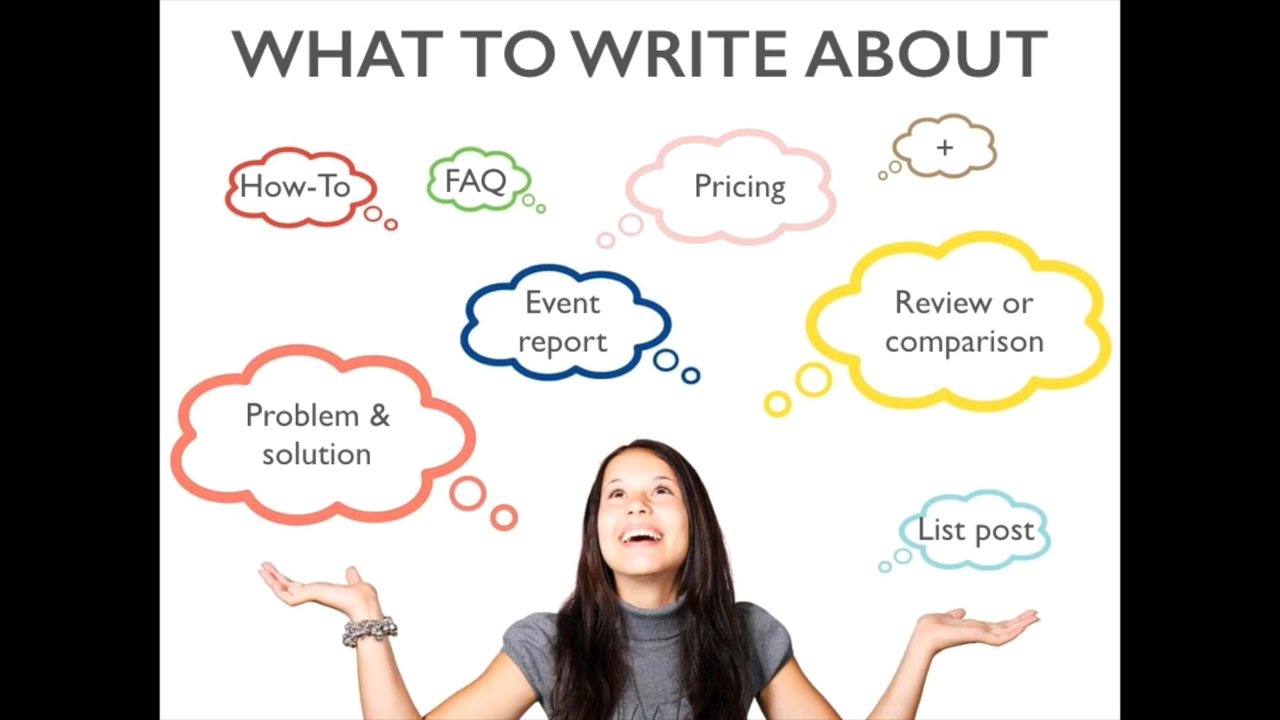 WHAT TO WRITE ABOUT
How-To
FAQ
Pricing
+
Event
report
Review or
comparison
Problem &
solution
List post